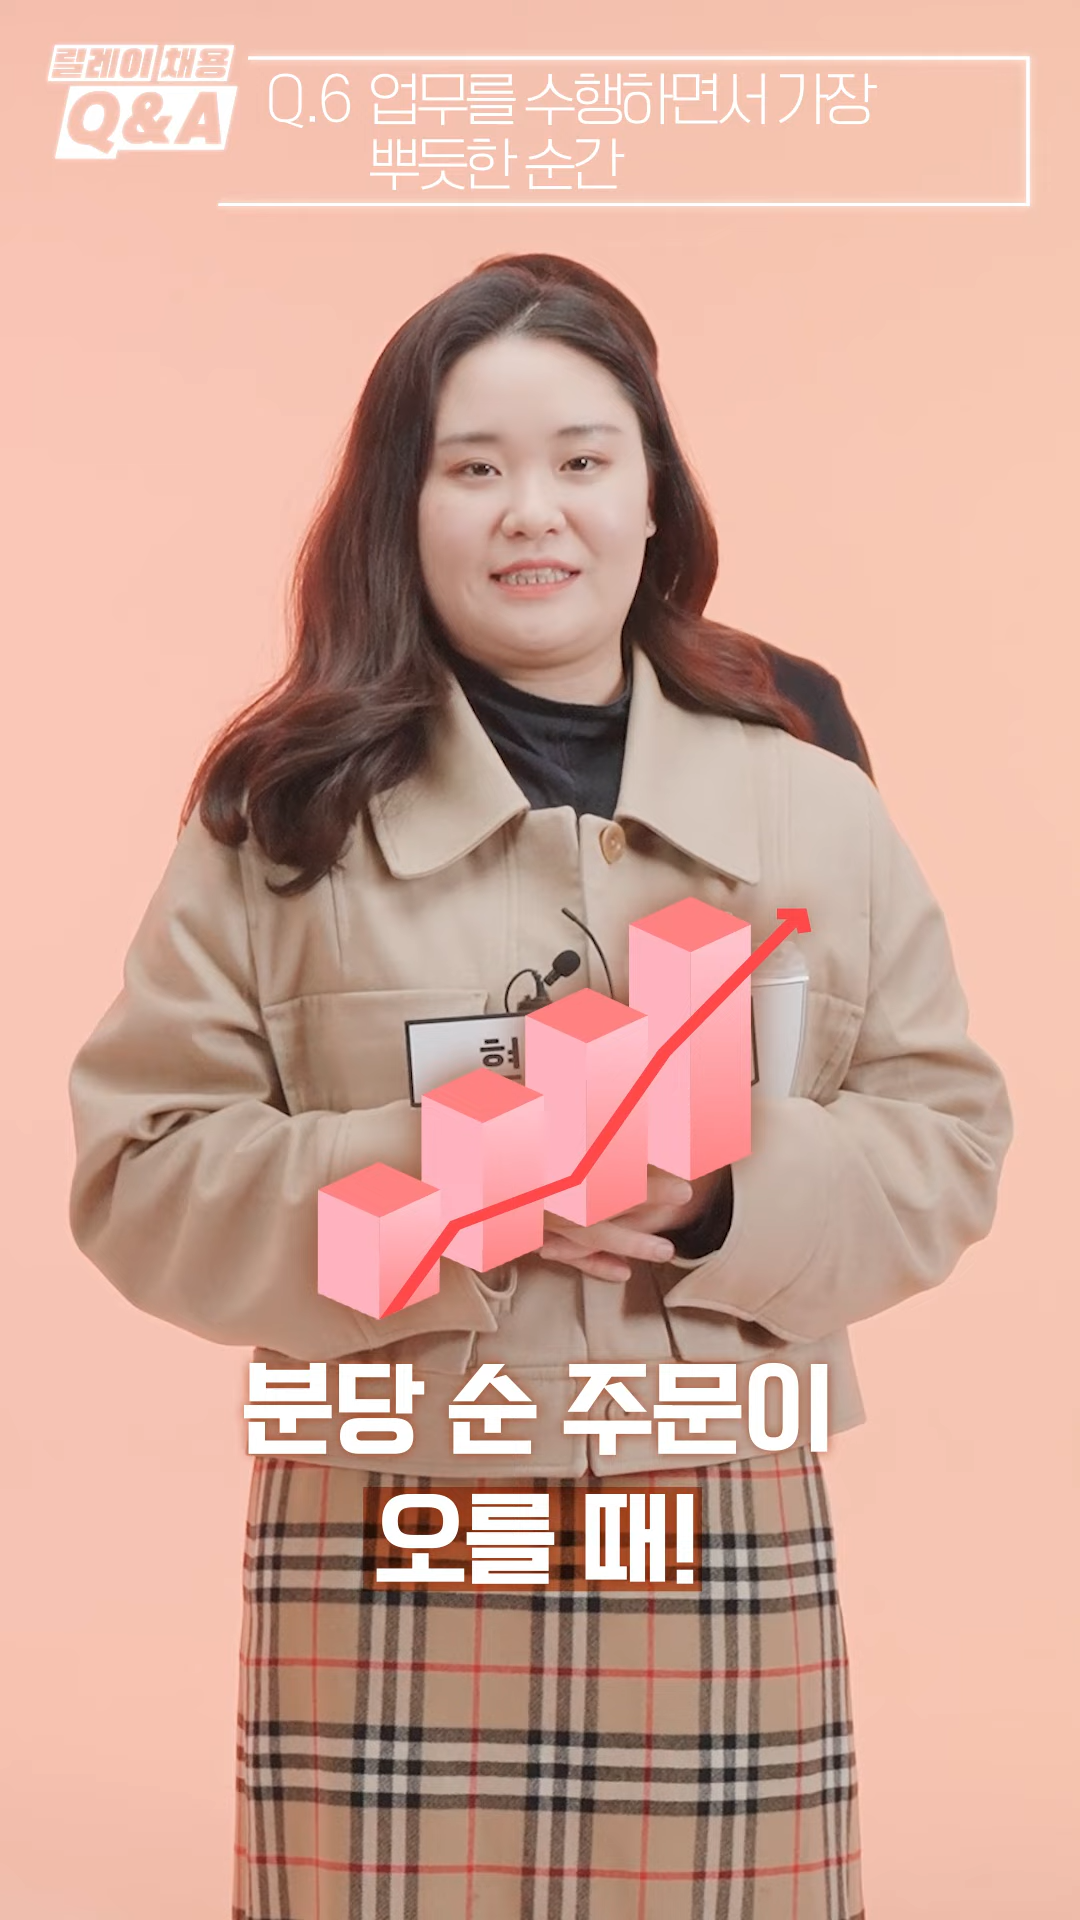 릴레이 채용
Q&A
Q.6 업무를 수행하면서 가장
뿌듯한 순간
현
분당 순 주문이
오를 때!